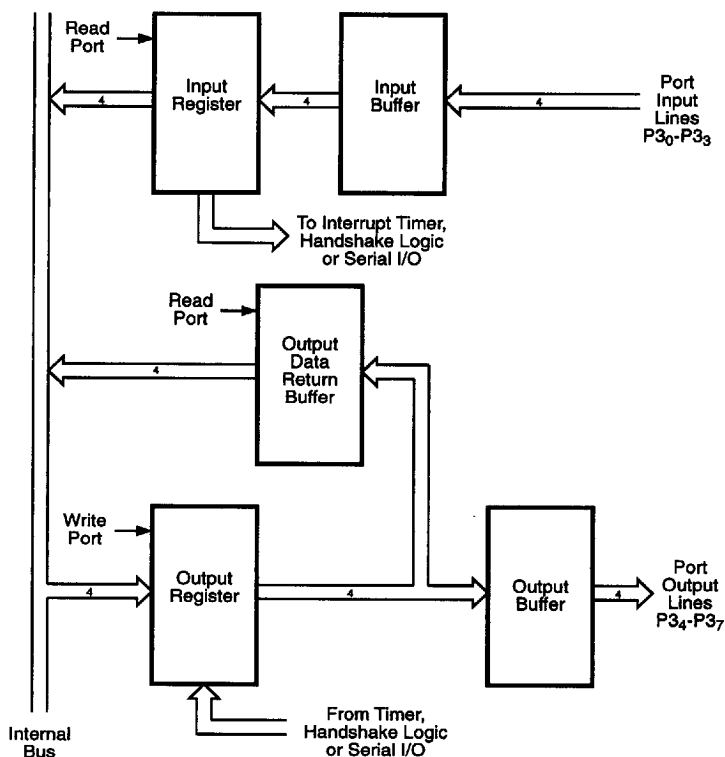 Read
Port
Input
Register
4
4
Input
Buffer
4
Port
Input
Lines
P3₀-P3₃
To Interrupt Timer,
Handshake Logic
or Serial I/O
Read
Port
4
Output
Data
Return
Buffer
Write
Port
4
Output
Register
4
Output
Buffer
4
Port
Output
Lines
P3₄-P3₇
From Timer,
Handshake Logic
or Serial I/O
Internal
Bus